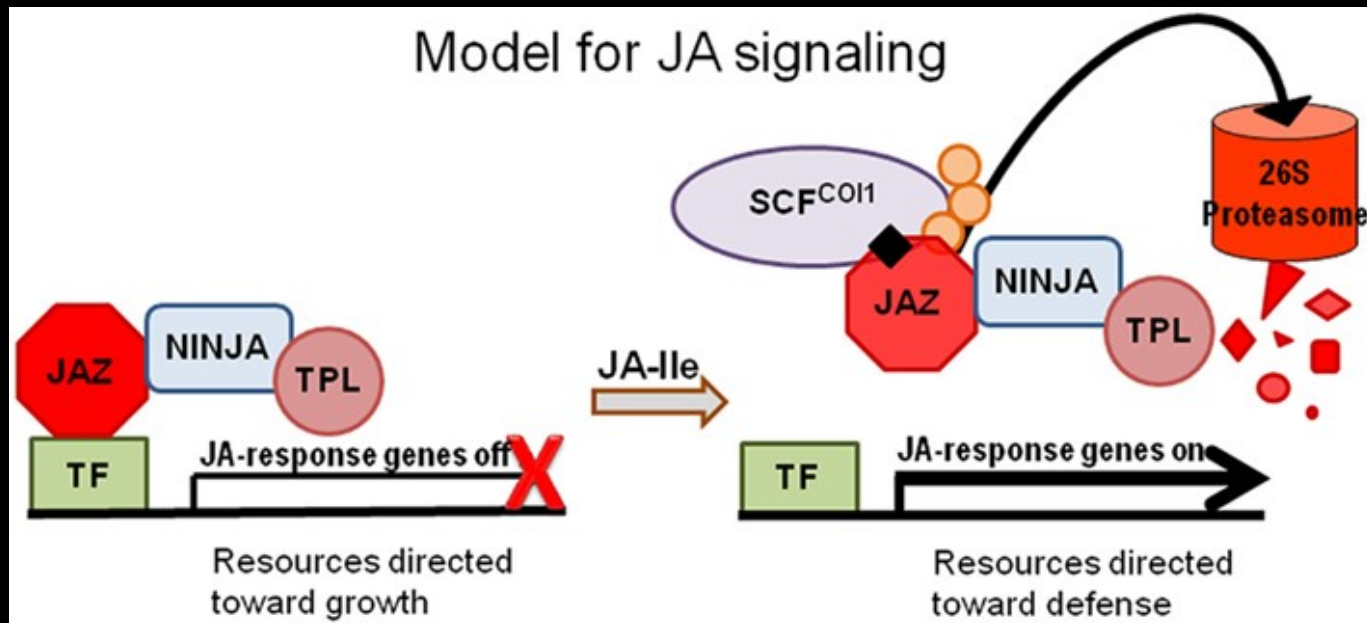 Model for JA signaling
JAZ
NINJA
TPL
TF
JA-response genes off
X
Resources directed
toward growth
JA-Ile
SCFCOI1
JAZ
NINJA
TPL
26S
Proteasome
TF
JA-response genes on
Resources directed
toward defense